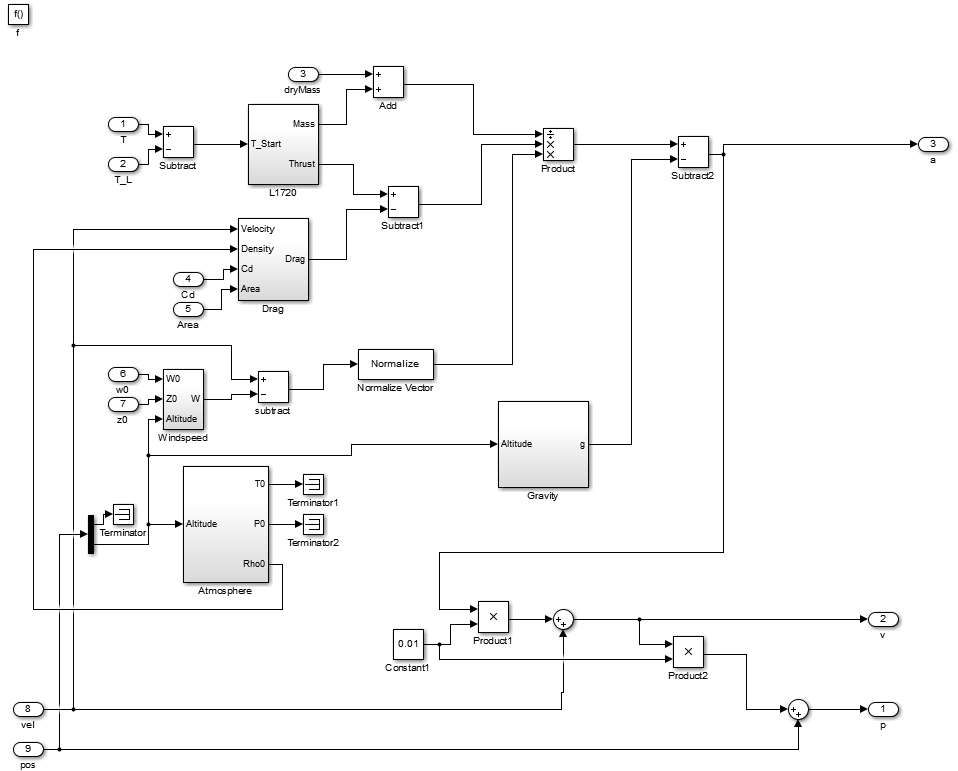 f()
f
3
dryMass
+
+
Add
1
T
2
T_L
+
−
Subtract
T_Start
Mass
Thrust
L1720
÷
×
×
Product
+
−
Subtract2
3
a
+
−
Subtract1
Velocity
Density
Cd
Area
Drag
Drag
4
Cd
5
Area
6
w0
7
z0
W0
Z0
Altitude
W
Windspeed
+
−
subtract
Normalize
Normalize Vector
Altitude
g
Gravity
Terminator
Altitude
T0
P0
Rho0
Atmosphere
Terminator1
Terminator2
0.01
Constant1
×
Product1
+
+
2
v
×
Product2
8
vel
+
+
1
p
9
pos